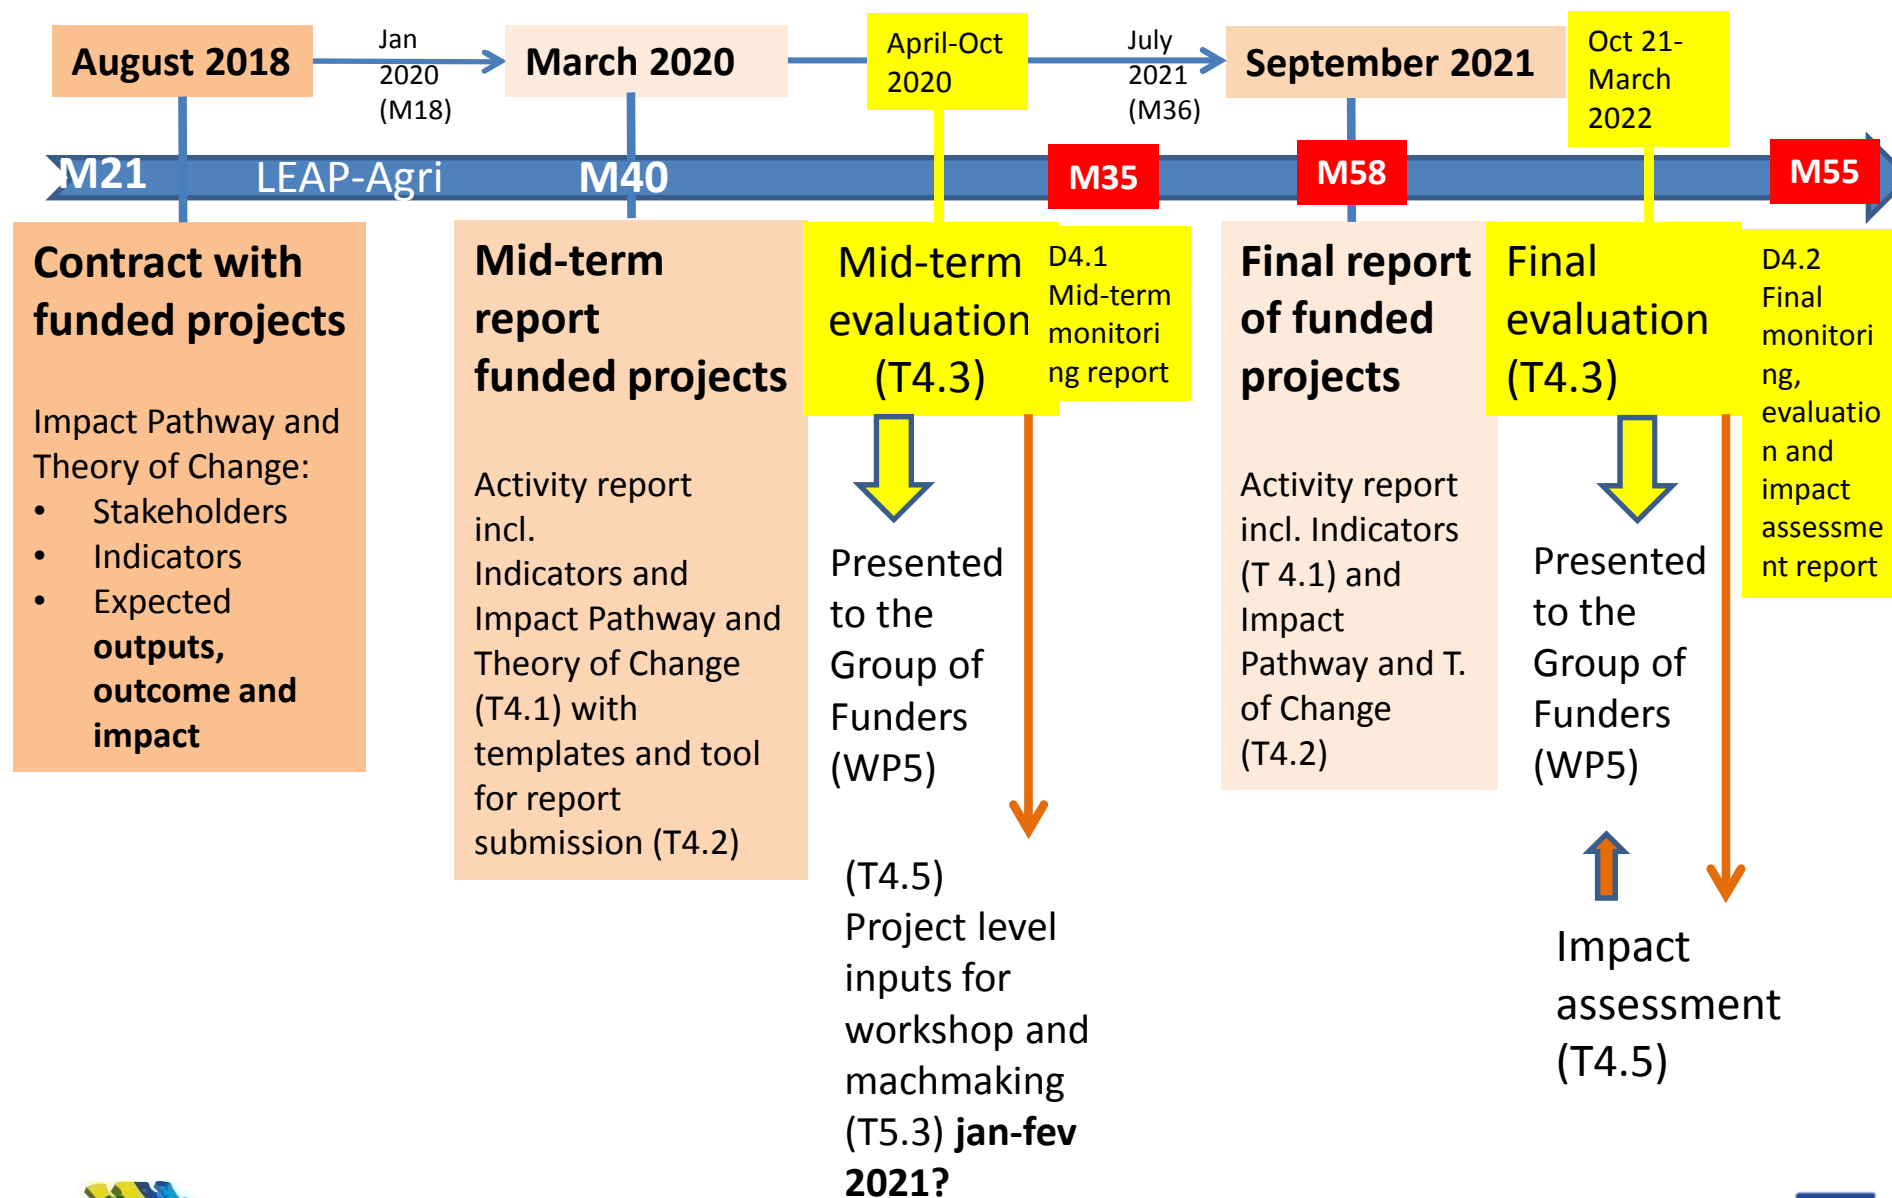 August 2018
Jan
2020
(M18)
March 2020
April-Oct
2020
July
2021
(M36)
September 2021
Oct 21-
March
2022
M21
LEAP-Agri
M40
M35
M58
M55
Contract with
funded projects
Impact Pathway and
Theory of Change:
• Stakeholders
• Indicators
• Expected
outputs,
outcome and
impact
Mid-term
report
funded projects
Activity report
incl.
Indicators and
Impact Pathway and
Theory of Change
(T4.1) with
templates and tool
for report
submission (T4.2)
Mid-term
evaluation
(T4.3)
D4.1
Mid-term
monitori
ng report
Presented
to the
Group of
Funders
(WP5)
(T4.5)
Project level
inputs for
workshop and
machmaking
(T5.3) jan-fev
2021?
Final report
of funded
projects
Activity report
incl. Indicators
(T 4.1) and
Impact
Pathway and T.
of Change
(T4.2)
Final
evaluation
(T4.3)
D4.2
Final
monitori
ng,
evaluatio
n and
impact
assessme
nt report
Presented
to the
Group of
Funders
(WP5)
Impact
assessment
(T4.5)